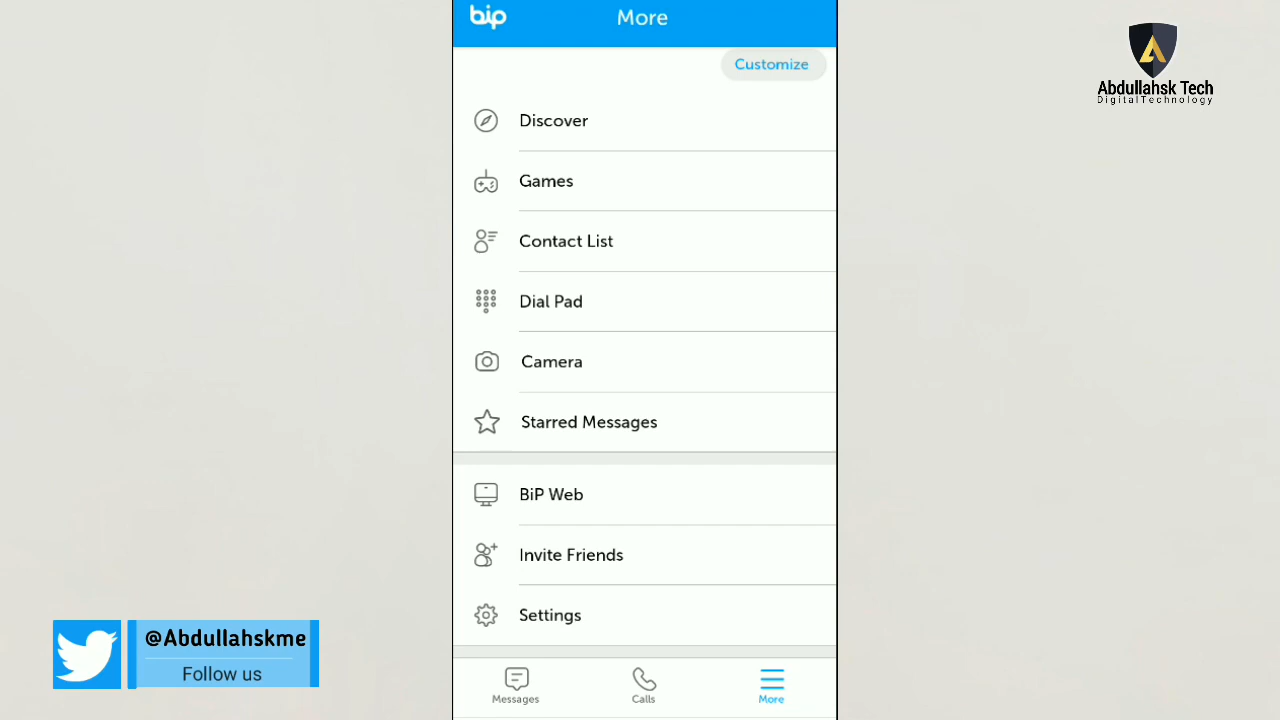 bip
More
Customize
Discover
Games
Contact List
Dial Pad
Camera
Starred Messages
BiP Web
Invite Friends
Settings
Messages
Calls
More
Abdullahsk Tech
DigitalTechnology
@Abdullahskme
Follow us